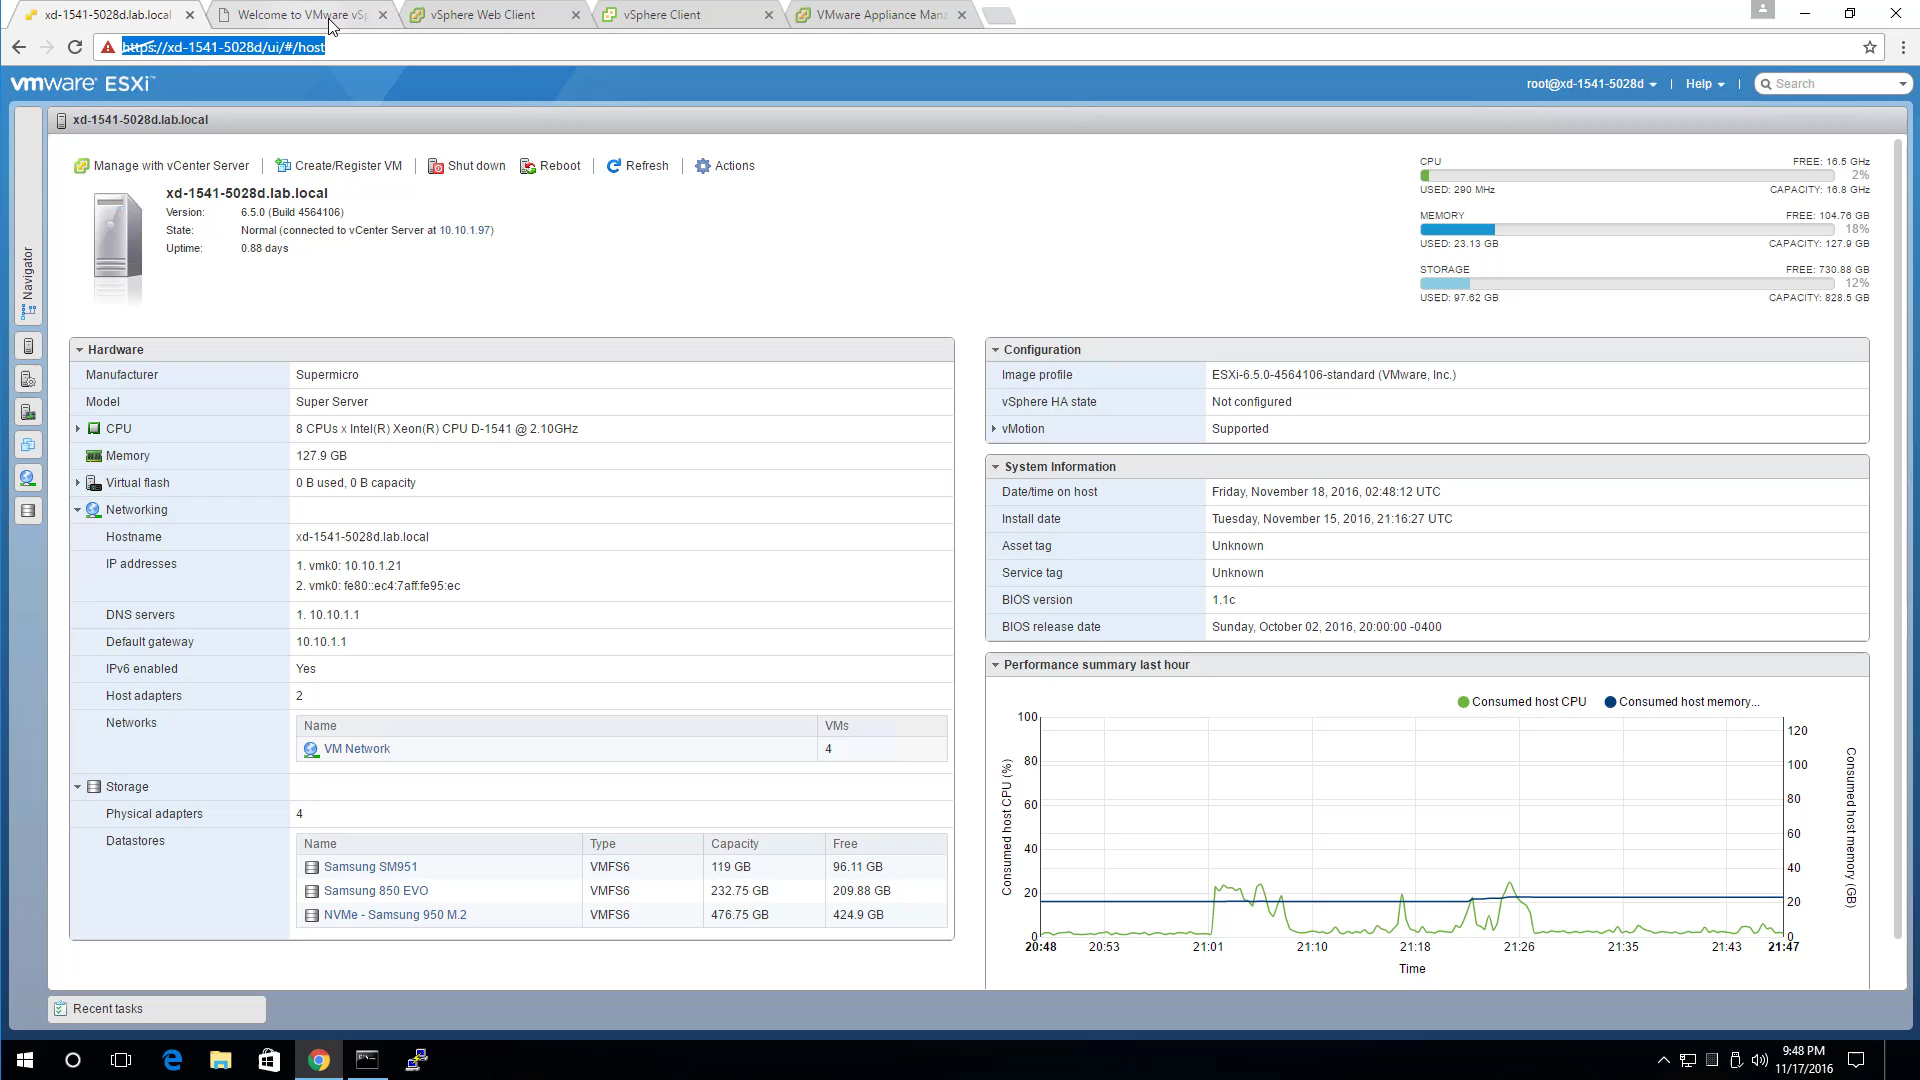 xd-1541-5028d.lab.local
Welcome to VMware vSp
vSphere Web Client
vSphere Client
VMware Appliance Mana
https://xd-1541-5028d/ui/#/host
vmware ESXi™
root@xd-1541-5028d
Help
Search
Navigator
xd-1541-5028d.lab.local
Manage with vCenter Server
Create/Register VM
Shut down
Reboot
Refresh
Actions
xd-1541-5028d.lab.local
Version: 6.5.0 (Build 4564106)
State: Normal (connected to vCenter Server at 10.10.1.97)
Uptime: 0.88 days
CPU FREE: 16.5 GHz
2%
USED: 290 MHz CAPACITY: 16.8 GHz
MEMORY FREE: 104.76 GB
18%
USED: 23.13 GB CAPACITY: 127.9 GB
STORAGE FREE: 730.88 GB
12%
USED: 97.62 GB CAPACITY: 828.5 GB
Hardware
Manufacturer Supermicro
Model Super Server
CPU 8 CPUs x Intel(R) Xeon(R) CPU D-1541 @ 2.10GHz
Memory 127.9 GB
Virtual flash 0 B used, 0 B capacity
Networking
Hostname xd-1541-5028d.lab.local
IP addresses 1. vmk0: 10.10.1.21
2. vmk0: fe80::ec4:7aff:fe95:ec
DNS servers 1. 10.10.1.1
Default gateway 10.10.1.1
IPv6 enabled Yes
Host adapters 2
Networks Name VMs
VM Network 4
Storage
Physical adapters 4
Datastores Name Type Capacity Free
Samsung SM951 VMFS6 119 GB 96.11 GB
Samsung 850 EVO VMFS6 232.75 GB 209.88 GB
NVMe - Samsung 950 M.2 VMFS6 476.75 GB 424.9 GB
Configuration
Image profile ESXi-6.5.0-4564106-standard (VMware, Inc.)
vSphere HA state Not configured
vMotion Supported
System Information
Date/time on host Friday, November 18, 2016, 02:48:12 UTC
Install date Tuesday, November 15, 2016, 21:16:27 UTC
Asset tag Unknown
Service tag Unknown
BIOS version 1.1c
BIOS release date Sunday, October 02, 2016, 20:00:00 -0400
Performance summary last hour
Consumed host CPU
Consumed host memory...
Consumed host CPU (%)
100
80
60
40
20
0
120
100
80
60
40
20
0
Consumed host memory (GB)
20:48 20:53 21:01 21:10 21:18 21:26 21:35 21:43 21:47
Time
Recent tasks
9:48 PM
11/17/2016